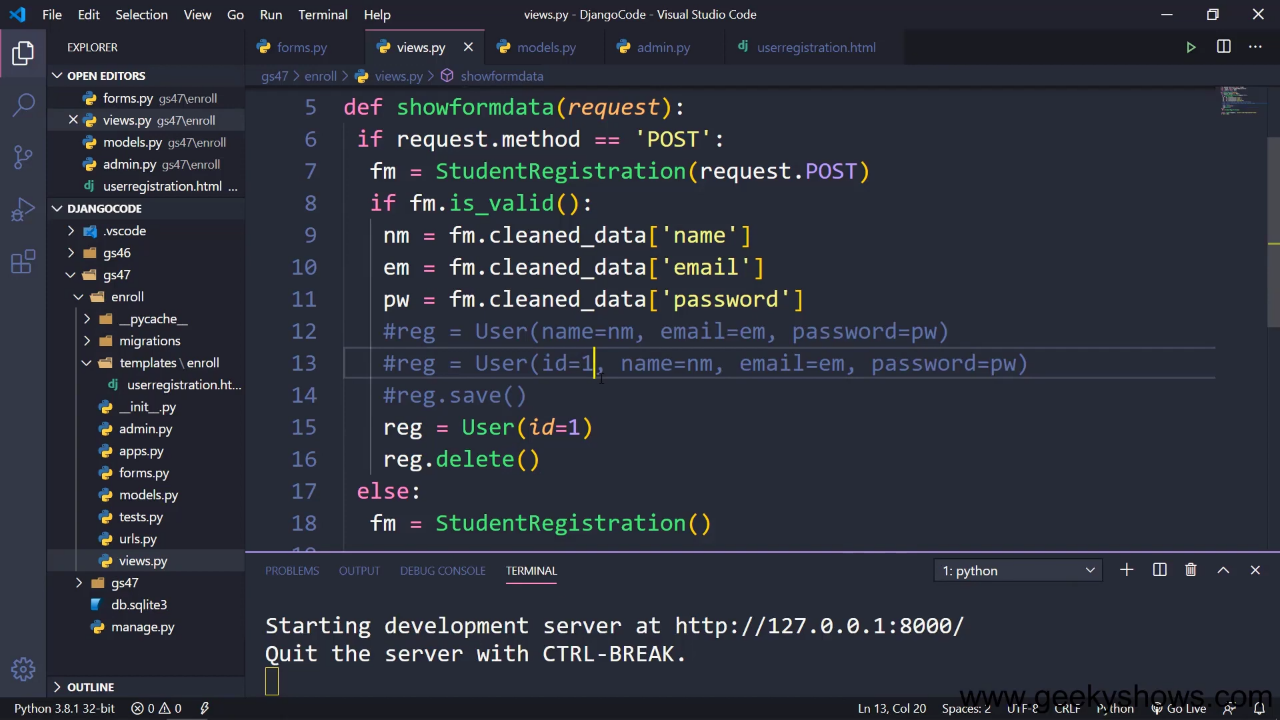 File Edit Selection View Go Run Terminal Help views.py - DjangoCode - Visual Studio Code
EXPLORER
forms.py views.py models.py admin.py userregistration.html
OPEN EDITORS
gs47 enroll views.py showformdata
forms.py gs47\enroll
views.py gs47\enroll
models.py gs47\enroll
admin.py gs47\enroll
userregistration.html ...
DJANGOCODE
.vscode
gs46
gs47
enroll
__pycache__
migrations
templates \ enroll
userregistration.ht...
__init__.py
admin.py
apps.py
forms.py
models.py
tests.py
urls.py
views.py
gs47
db.sqlite3
manage.py
OUTLINE
5 def showformdata(request):
6 if request.method == 'POST':
7 fm = StudentRegistration(request.POST)
8 if fm.is_valid():
9 nm = fm.cleaned_data['name']
10 em = fm.cleaned_data['email']
11 pw = fm.cleaned_data['password']
12 #reg = User(name=nm, email=em, password=pw)
13 #reg = User(id=1, name=nm, email=em, password=pw)
14 #reg.save()
15 reg = User(id=1)
16 reg.delete()
17 else:
18 fm = StudentRegistration()
PROBLEMS OUTPUT DEBUG CONSOLE TERMINAL 1: python
Starting development server at http://127.0.0.1:8000/
Quit the server with CTRL-BREAK.
www.geekyshows.com
Python 3.8.1 32-bit 0 0 Ln 13, Col 20 Spaces: 2 UTF-8 CRLF Python Go Live